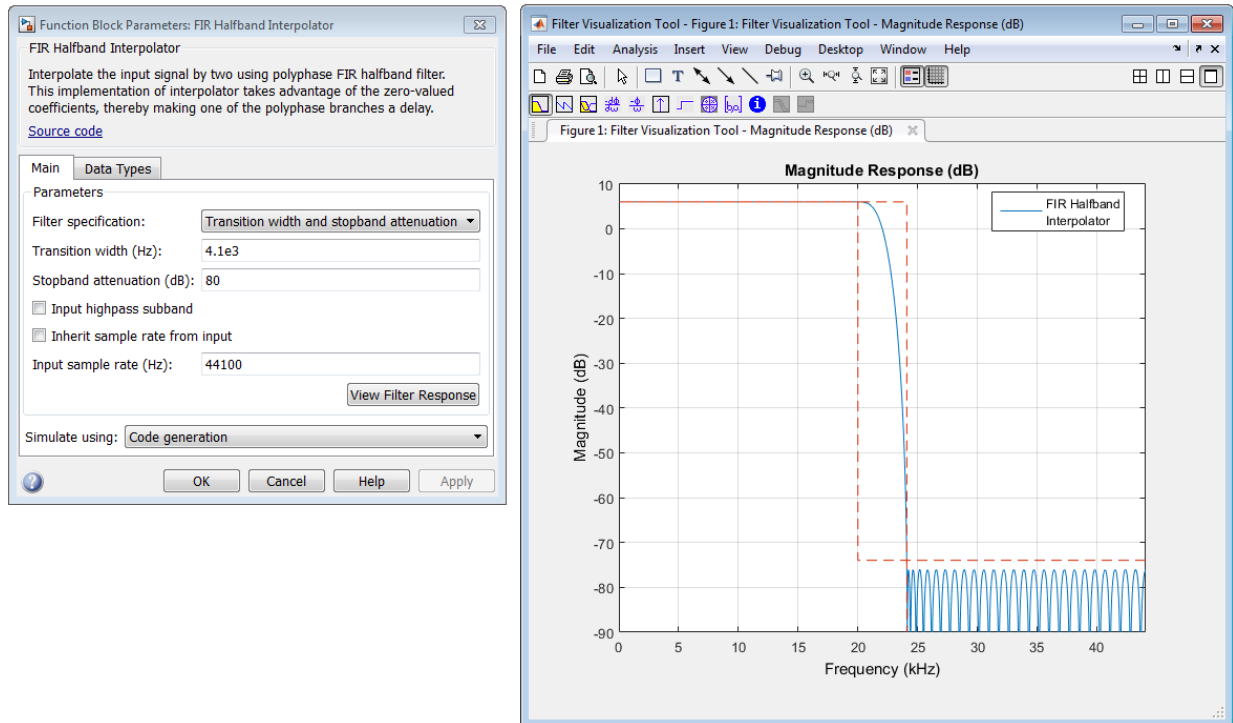 Function Block Parameters: FIR Halfband Interpolator
FIR Halfband Interpolator
Interpolate the input signal by two using polyphase FIR halfband filter.
This implementation of interpolator takes advantage of the zero-valued
coefficients, thereby making one of the polyphase branches a delay.
Source code
Main Data Types
Parameters
Filter specification: Transition width and stopband attenuation
Transition width (Hz): 4.1e3
Stopband attenuation (dB): 80
Input highpass subband
Inherit sample rate from input
Input sample rate (Hz): 44100
View Filter Response
Simulate using: Code generation
OK Cancel Help Apply
Filter Visualization Tool - Figure 1: Filter Visualization Tool - Magnitude Response (dB)
File Edit Analysis Insert View Debug Desktop Window Help
Figure 1: Filter Visualization Tool - Magnitude Response (dB)
Magnitude Response (dB)
FIR Halfband
Interpolator
Magnitude (dB)
10
0
-10
-20
-30
-40
-50
-60
-70
-80
-90
0 5 10 15 20 25 30 35 40
Frequency (kHz)